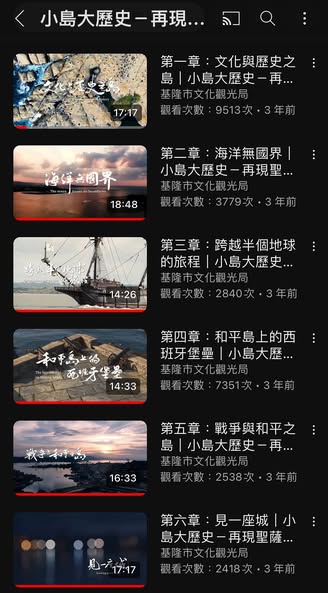 小島大歷史－再現...
第一章：文化與歷史之
島｜小島大歷史－再...
基隆市文化觀光局
觀看次數：9513次・3 年前
17:17
第二章：海洋無國界｜
小島大歷史－再現聖...
基隆市文化觀光局
觀看次數：3779次・3 年前
海洋無國界
18:48
第三章：跨越半個地球
的旅程｜小島大歷史...
基隆市文化觀光局
觀看次數：2840次・3 年前
14:26
第四章：和平島上的西
班牙堡壘｜小島大歷...
基隆市文化觀光局
觀看次數：7351次・3 年前
和平島上的
西班牙堡壘
14:33
第五章：戰爭與和平之
島｜小島大歷史－再...
基隆市文化觀光局
觀看次數：2538次・3 年前
戰爭與和平之島
16:33
第六章：見一座城｜小
島大歷史－再現聖薩...
基隆市文化觀光局
觀看次數：2418次・3 年前
17:17